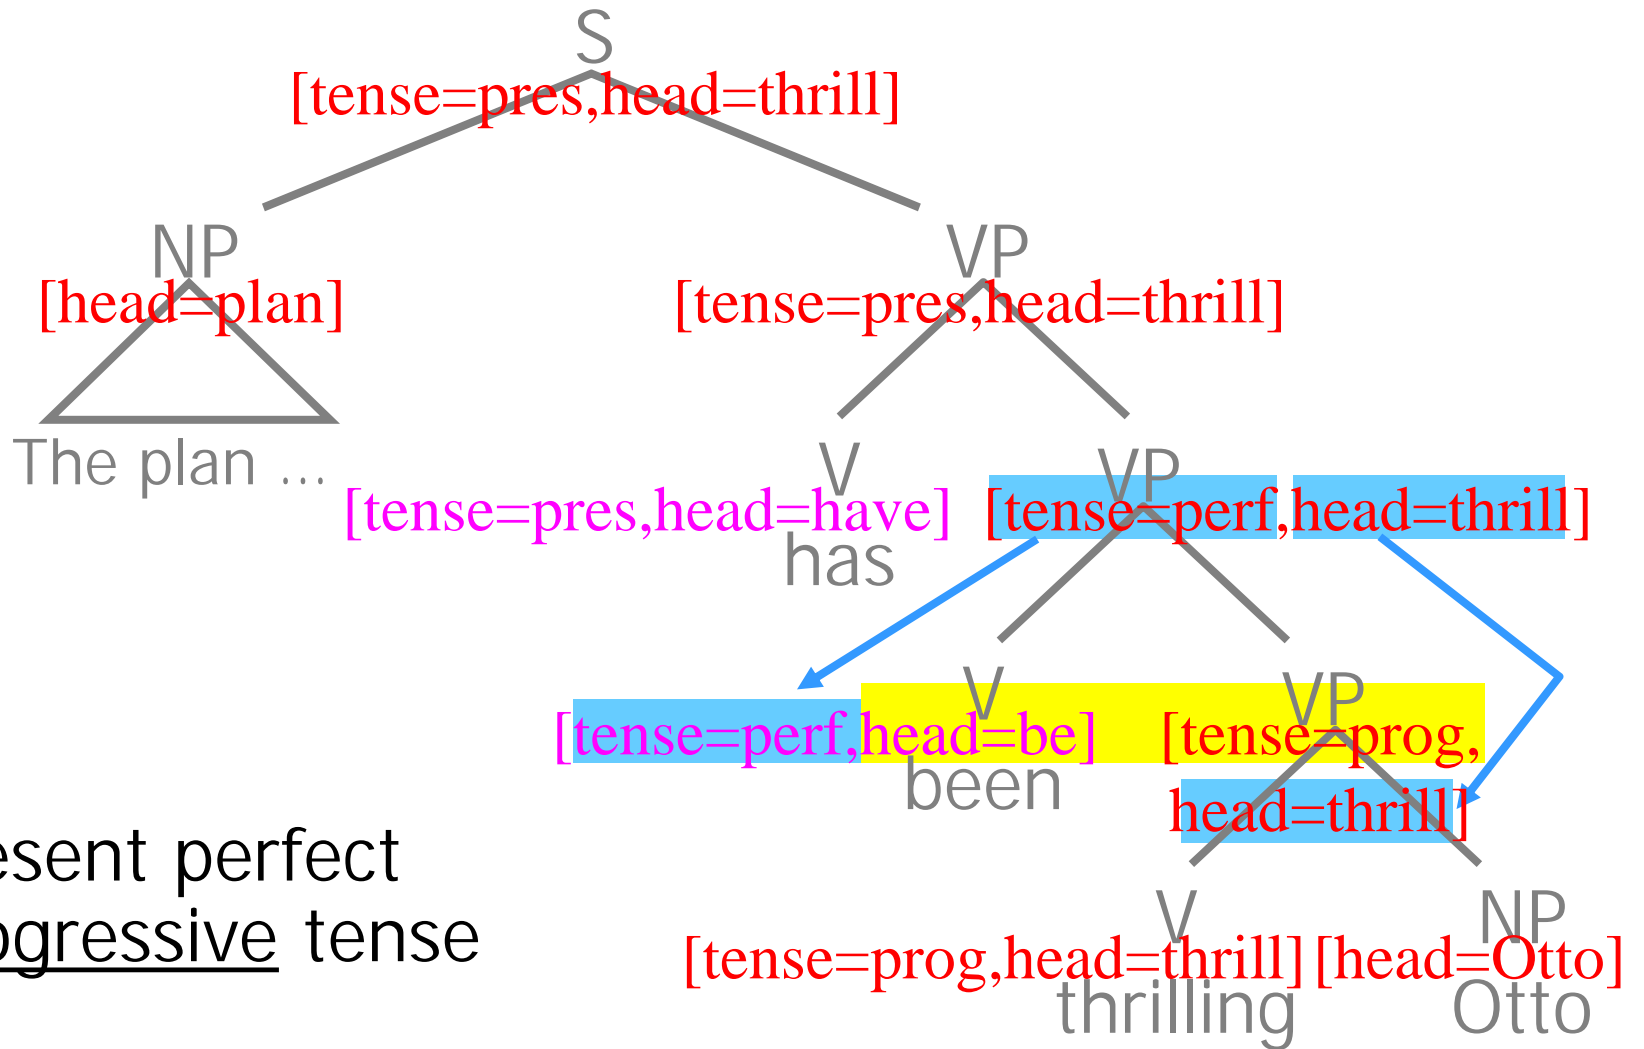 S
[tense=pres,head=thrill]
NP
VP
[head=plan]
[tense=pres,head=thrill]
The plan ...
V
VP
[tense=pres,head=have]
[tense=perf,head=thrill]
has
V
VP
[tense=perf,head=be]
[tense=prog,
been
head=thrill]
esent perfect
ogressive tense
V
NP
[tense=prog,head=thrill]
[head=Otto]
thrilling
Otto